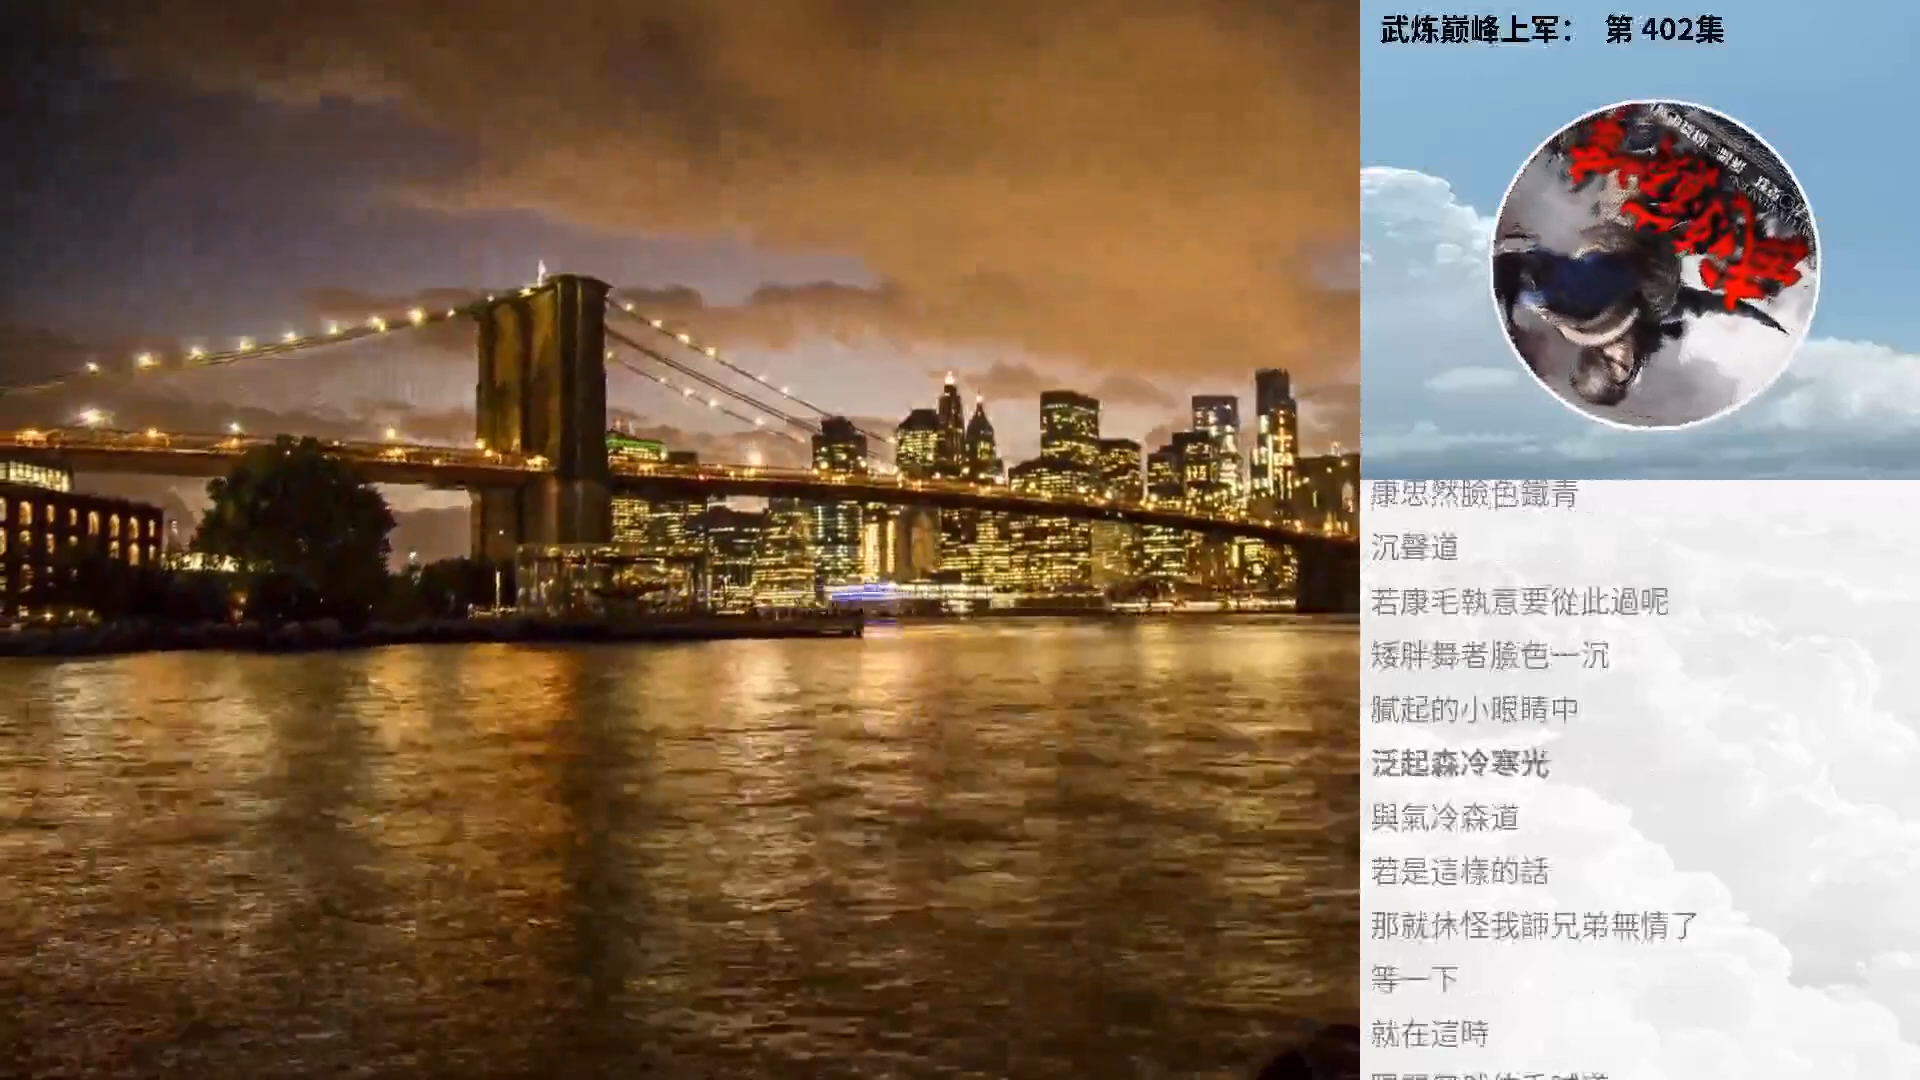 武炼巅峰上军： 第 402集
康忠然臉色鐵青
沉聲道
若康毛執意要從此過呢
矮胖舞者臉色一沉
膩起的小眼睛中
泛起森冷寒光
與氣冷森道
若是這樣的話
那就休怪我師兄弟無情了
等一下
就在這時